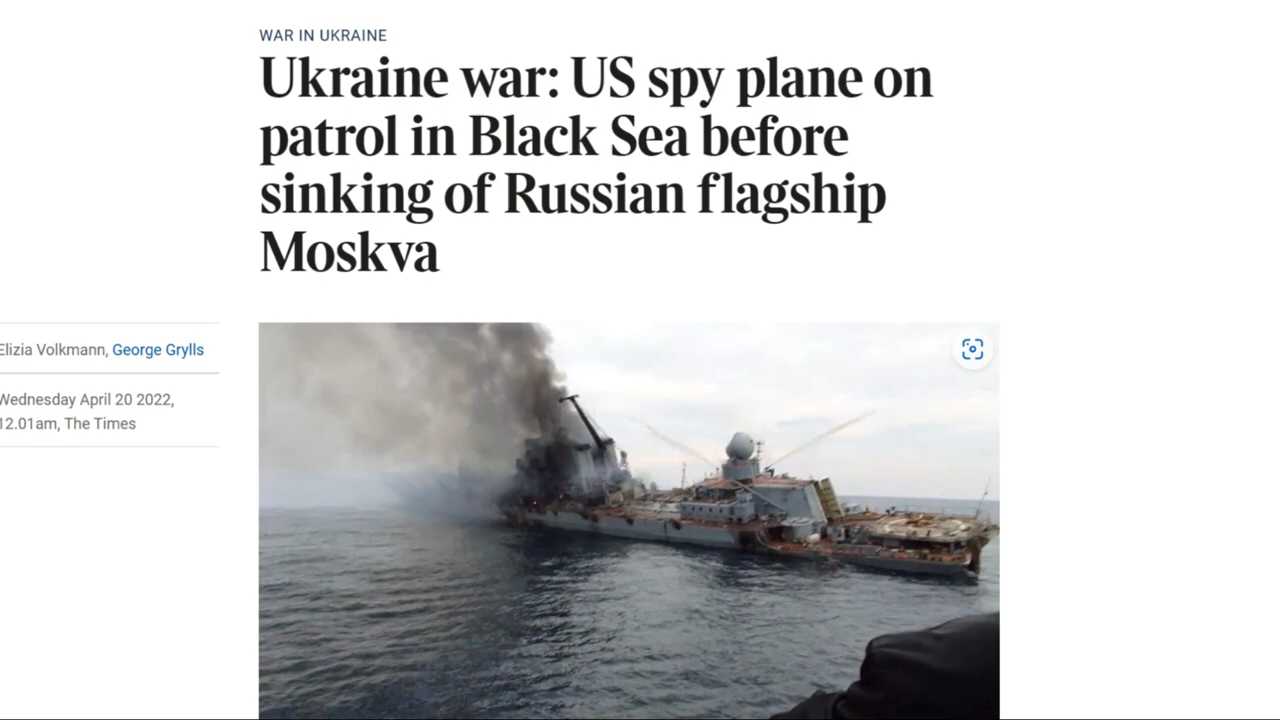 WAR IN UKRAINE
Ukraine war: US spy plane on
patrol in Black Sea before
sinking of Russian flagship
Moskva
Elizia Volkmann, George Grylls
Wednesday April 20 2022,
12.01am, The Times